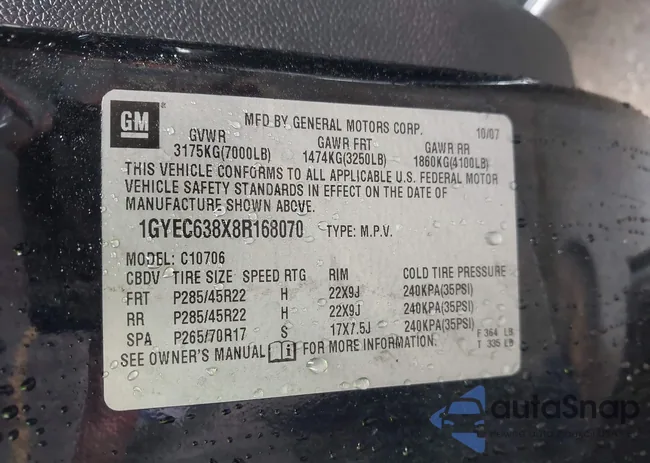 GM
MFD BY GENERAL MOTORS CORP. 10/07
GVWR GAWR FRT GAWR RR
3175KG(7000LB) 1474KG(3250LB) 1860KG(4100LB)
THIS VEHICLE CONFORMS TO ALL APPLICABLE U.S. FEDERAL MOTOR
VEHICLE SAFETY STANDARDS IN EFFECT ON THE DATE OF
MANUFACTURE SHOWN ABOVE.
1GYEC638X8R168070 TYPE: M.P.V.
MODEL: C10706
CBDV TIRE SIZE SPEED RTG RIM COLD TIRE PRESSURE
FRT P285/45R22 H 22X9J 240KPA(35PSI)
RR P285/45R22 H 22X9J 240KPA(35PSI)
SPA P265/70R17 S 17X7.5J 240KPA(35PSI)
SEE OWNER'S MANUAL i FOR MORE INFORMATION.
F 364 LB
T 335 LB
autoSnap